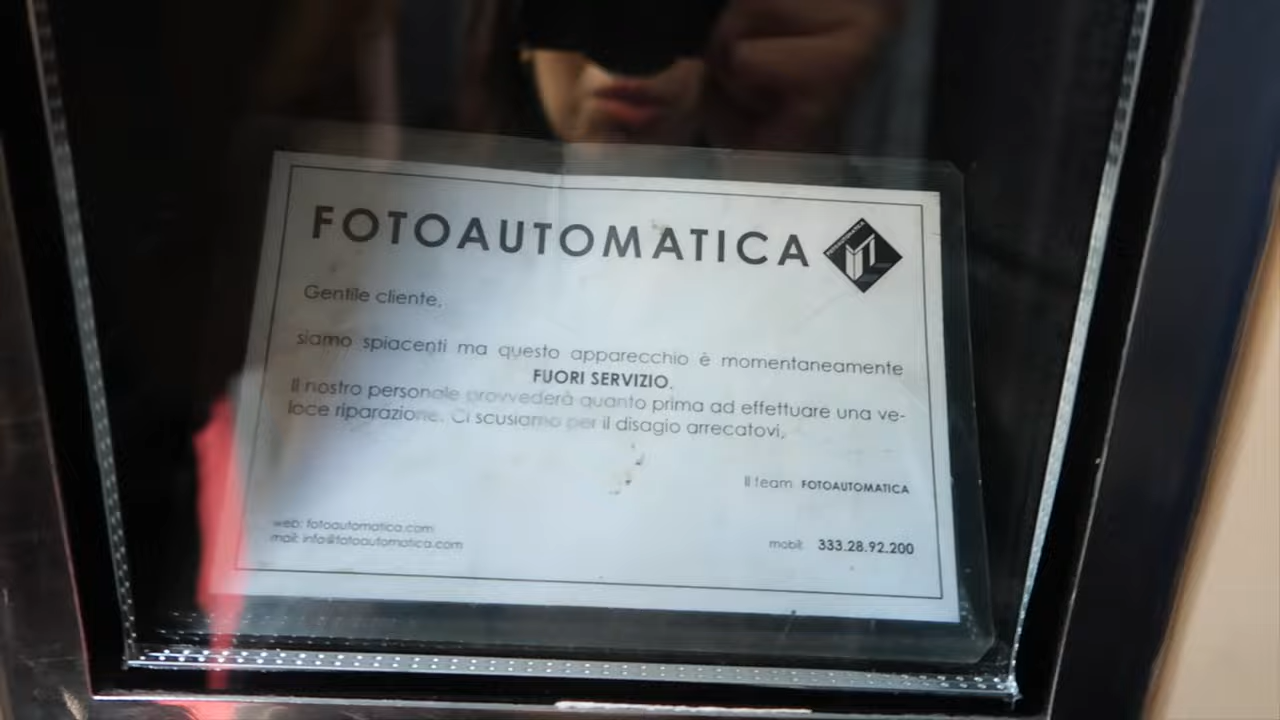 FOTOAUTOMATICA
Gentile cliente,
siamo spiacenti ma questo apparecchio è momentaneamente
FUORI SERVIZIO.
Il nostro personale provvederà quanto prima ad effettuare una ve-
loce riparazione. Ci scusiamo per il disagio arrecatovi,
Il team FOTOAUTOMATICA
web: fotoautomatica.com
mail: info@fotoautomatica.com
mobil: 333.28.92.200